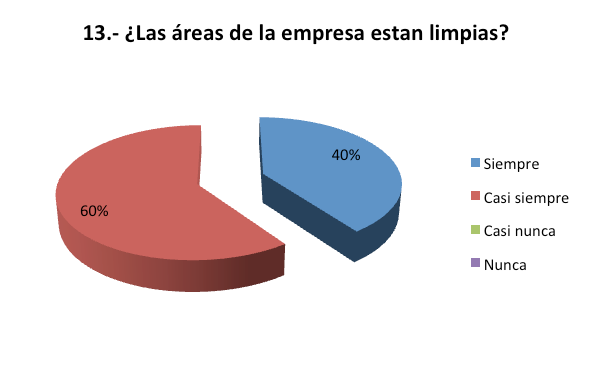 13.- ¿Las áreas de la empresa estan limpias?
40%
60%
Siempre
Casi siempre
Casi nunca
Nunca